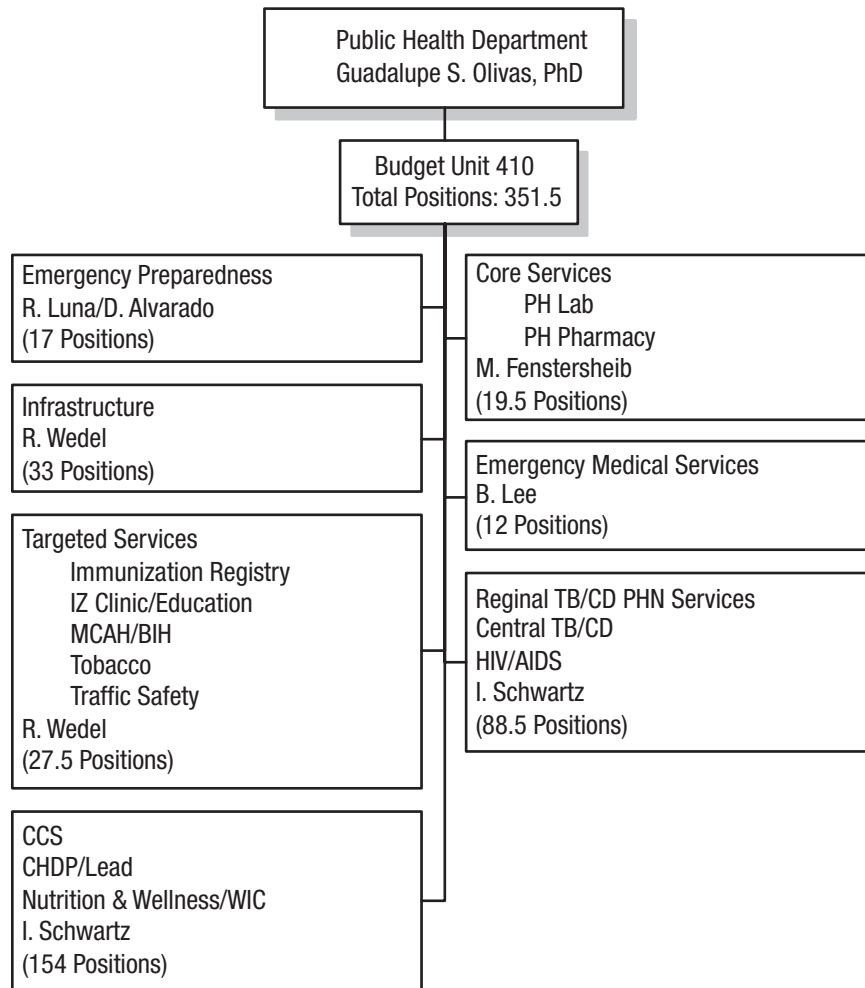 Public Health Department
Guadalupe S. Olivas, PhD
Budget Unit 410
Total Positions: 351.5
Emergency Preparedness
R. Luna/D. Alvarado
(17 Positions)
Infrastructure
R. Wedel
(33 Positions)
Targeted Services
Immunization Registry
IZ Clinic/Education
MCAH/BIH
Tobacco
Traffic Safety
R. Wedel
(27.5 Positions)
CCS
CHDP/Lead
Nutrition & Wellness/WIC
I. Schwartz
(154 Positions)
Core Services
PH Lab
PH Pharmacy
M. Fenstersheib
(19.5 Positions)
Emergency Medical Services
B. Lee
(12 Positions)
Reginal TB/CD PHN Services
Central TB/CD
HIV/AIDS
I. Schwartz
(88.5 Positions)